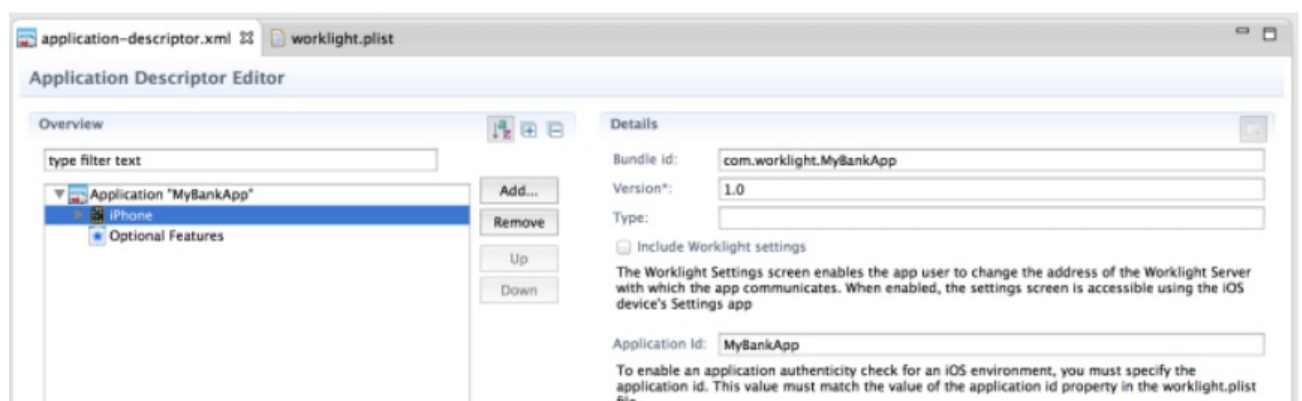 application-descriptor.xml
worklight.plist
Application Descriptor Editor
Overview
type filter text
Application "MyBankApp"
iPhone
Optional Features
Add...
Remove
Up
Down
Details
Bundle id: com.worklight.MyBankApp
Version*: 1.0
Type:
Include Worklight settings
The Worklight Settings screen enables the app user to change the address of the Worklight Server
with which the app communicates. When enabled, the settings screen is accessible using the iOS
device's Settings app
Application Id: MyBankApp
To enable an application authenticity check for an iOS environment, you must specify the
application id. This value must match the value of the application id property in the worklight.plist
file